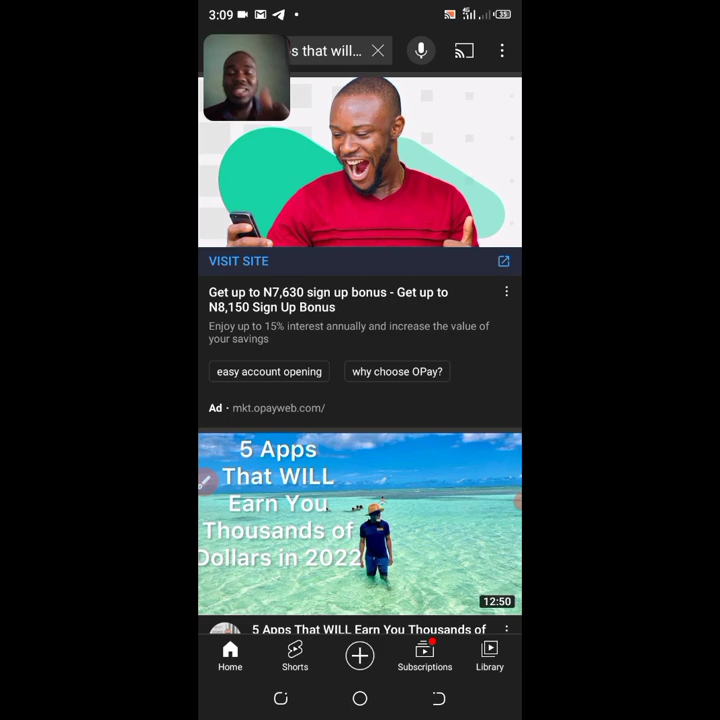 3:09
4G
35
s that will...
VISIT SITE
Get up to N7,630 sign up bonus - Get up to
N8,150 Sign Up Bonus
Enjoy up to 15% interest annually and increase the value of
your savings
easy account opening
why choose OPay?
Ad · mkt.opayweb.com/
5 Apps
That WILL
Earn You
Thousands of
Dollars in 2022
12:50
5 Apps That WILL Earn You Thousands of
Home
Shorts
Subscriptions
Library